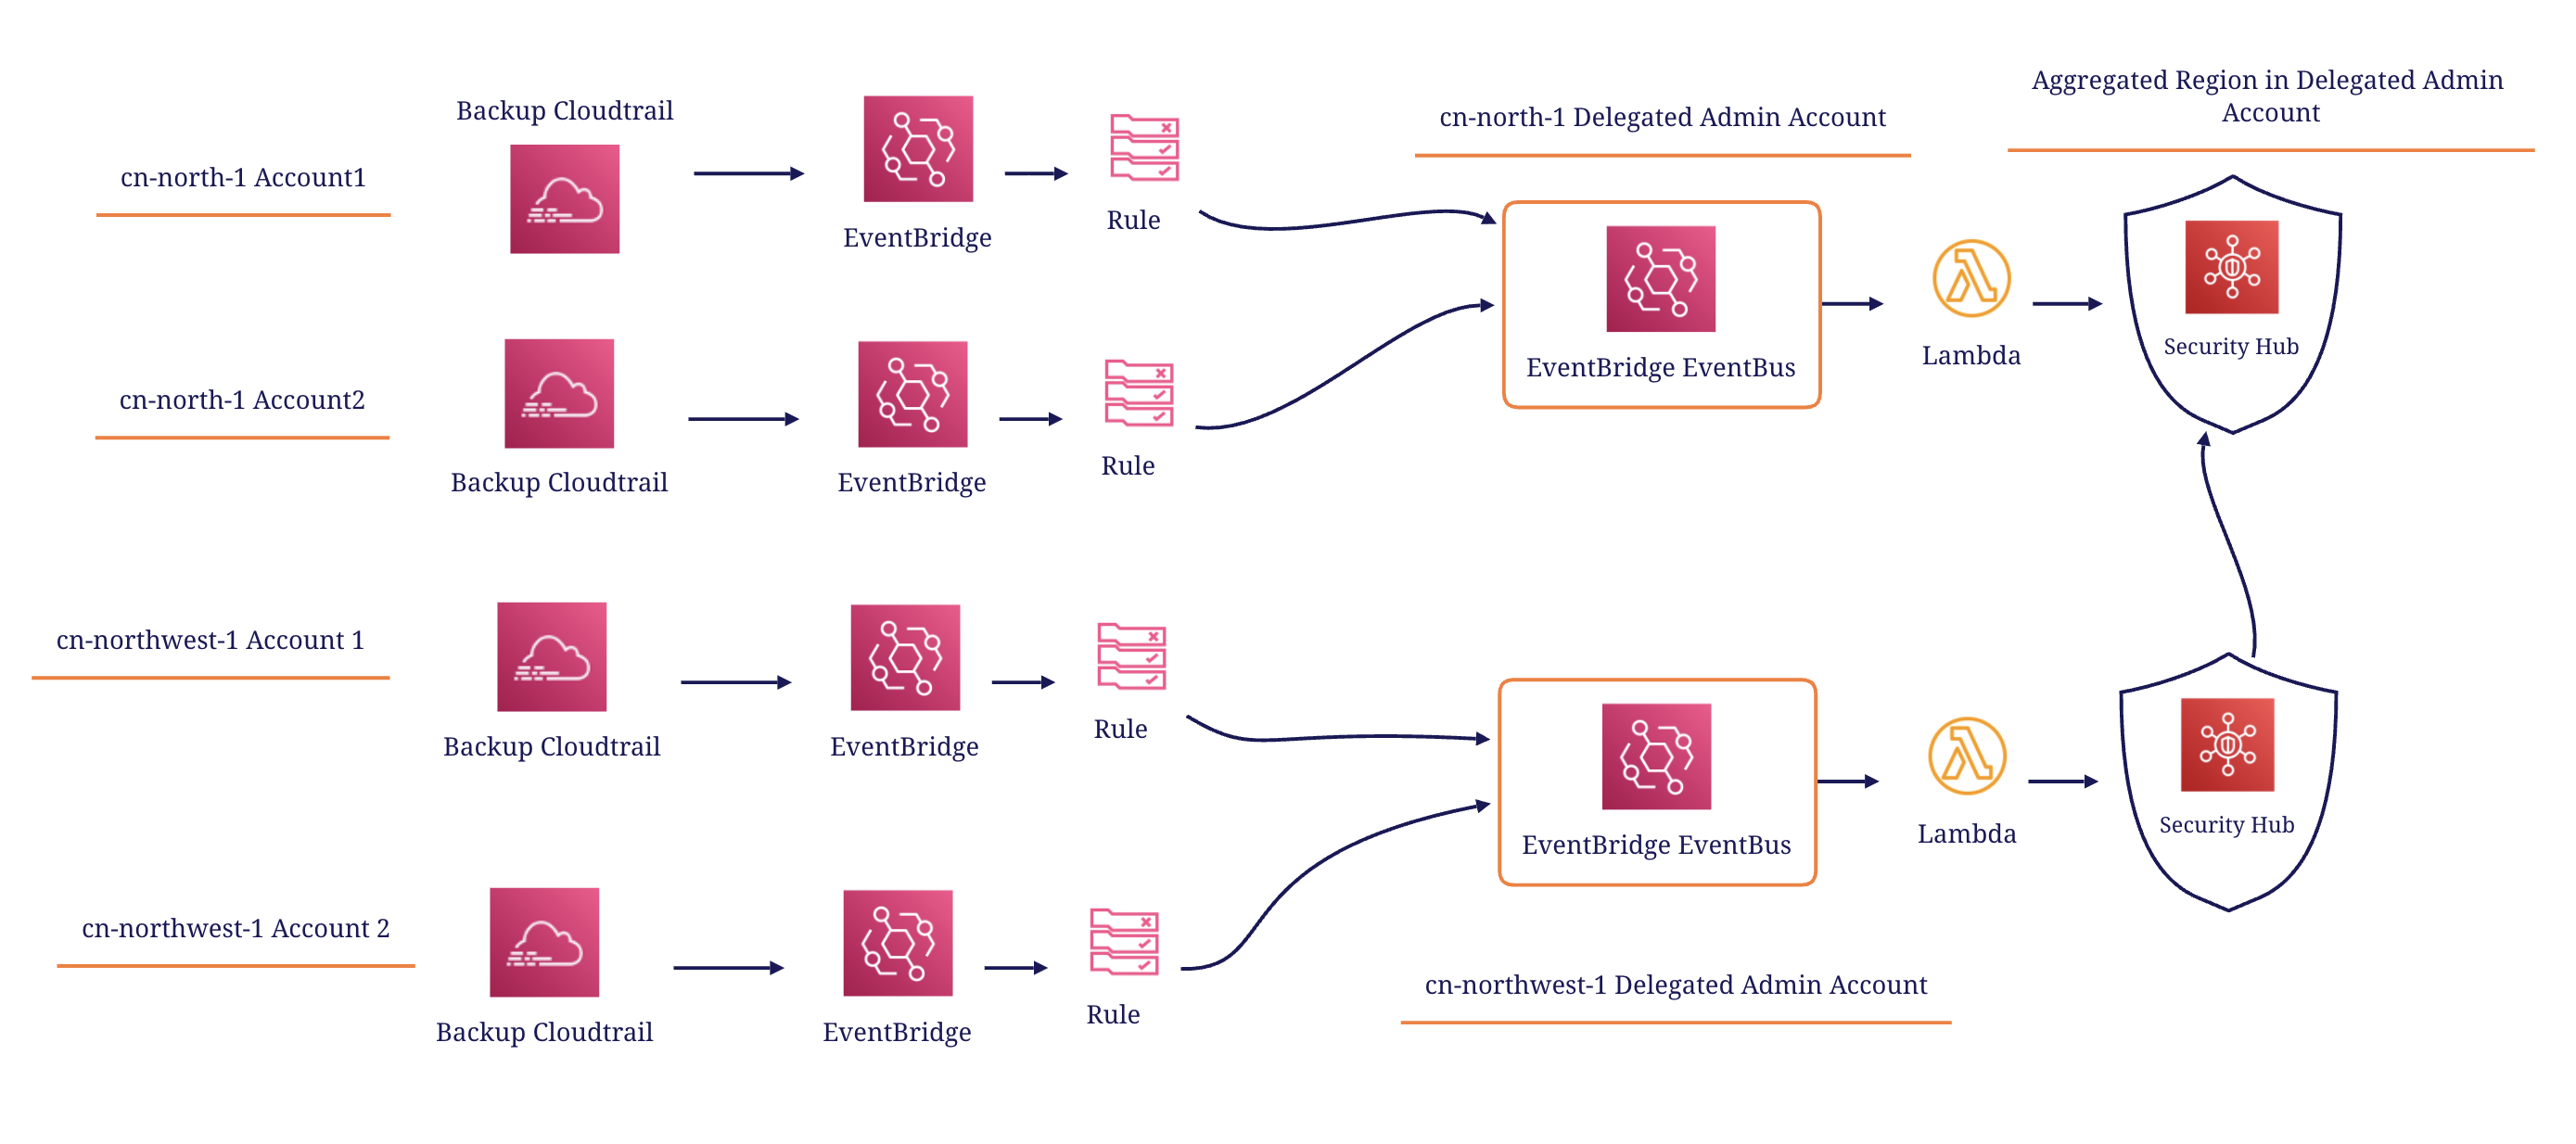 Aggregated Region in Delegated Admin
Account
Backup Cloudtrail
cn-north-1 Delegated Admin Account
cn-north-1 Account1
Rule
EventBridge
Security Hub
Lambda
EventBridge EventBus
cn-north-1 Account2
Rule
Backup Cloudtrail
EventBridge
cn-northwest-1 Account 1
Rule
Backup Cloudtrail
EventBridge
Security Hub
Lambda
EventBridge EventBus
cn-northwest-1 Account 2
cn-northwest-1 Delegated Admin Account
Rule
Backup Cloudtrail
EventBridge